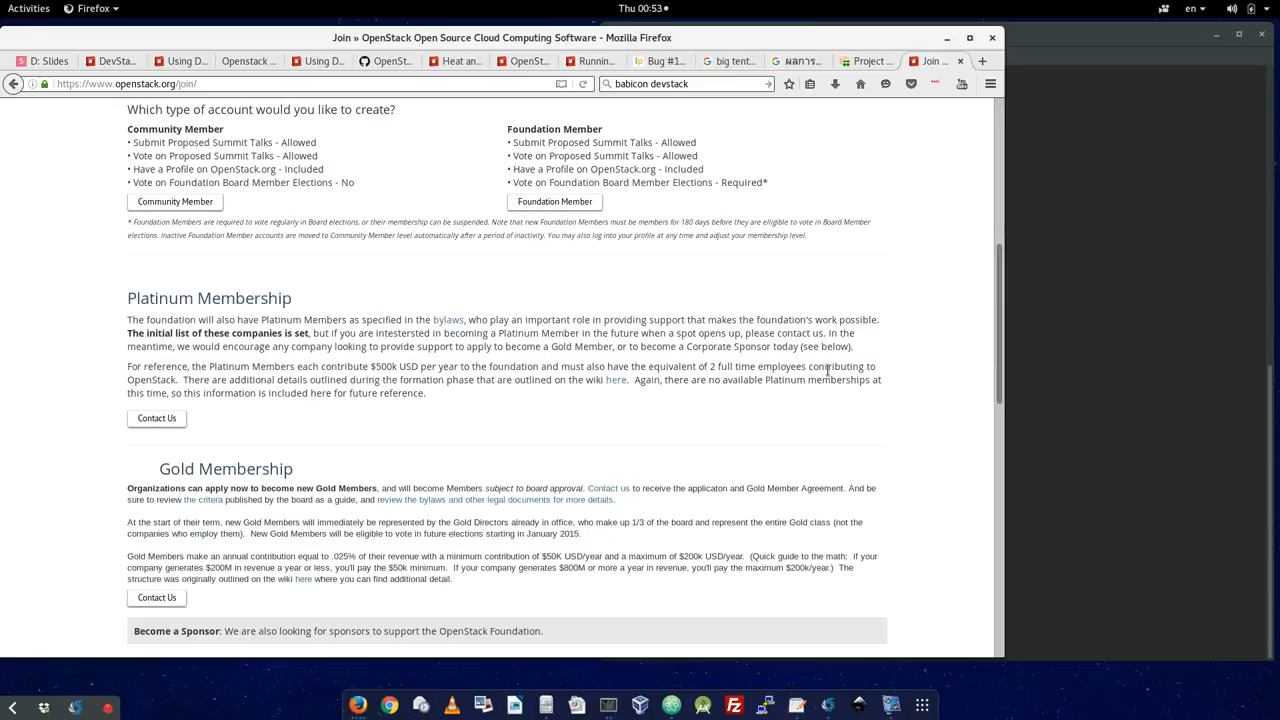 Activities
Firefox
Thu 00:53
en
Join » OpenStack Open Source Cloud Computing Software - Mozilla Firefox
D: Slides
DevSta...
Using D...
Openstack ...
Using D...
OpenSt...
Heat an...
OpenSt...
Runnin...
Bug #1...
big tent...
ผลการ...
Project ...
Join ...
https://www.openstack.org/join/
babicon devstack
Which type of account would you like to create?
Community Member
• Submit Proposed Summit Talks - Allowed
• Vote on Proposed Summit Talks - Allowed
• Have a Profile on OpenStack.org - Included
• Vote on Foundation Board Member Elections - No
Community Member
Foundation Member
• Submit Proposed Summit Talks - Allowed
• Vote on Proposed Summit Talks - Allowed
• Have a Profile on OpenStack.org - Included
• Vote on Foundation Board Member Elections - Required*
Foundation Member
* Foundation Members are required to vote regularly in Board elections, or their membership can be suspended. Note that new Foundation Members must be members for 180 days before they are elligible to vote in Board Member
elections. Inactive Foundation Member accounts are moved to Community Member level automatically after a period of inactivity. You may also log into your profile at any time and adjust your membership level.
Platinum Membership
The foundation will also have Platinum Members as specified in the bylaws, who play an important role in providing support that makes the foundation's work possible.
The initial list of these companies is set, but if you are intesrsted in becoming a Platinum Member in the future when a spot opens up, please contact us. In the
meantime, we would encourage any company looking to provide support to apply to become a Gold Member, or to become a Corporate Sponsor today (see below).
For reference, the Platinum Members each contribute $500k USD per year to the foundation and must also have the equivalent of 2 full time employees contributing to
OpenStack. There are additional details outlined during the formation phase that are outlined on the wiki here. Again, there are no available Platinum memberships at
this time, so this information is included here for future reference.
Contact Us
Gold Membership
Organizations can apply now to become new Gold Members, and will become Members subject to board approval. Contact us to receive the applicaton and Gold Member Agreement. And be
sure to review the critera published by the board as a guide, and review the bylaws and other legal documents for more details.
At the start of their term, new Gold Members will immediately be represented by the Gold Directors already in office, who make up 1/3 of the board and represent the entire Gold class (not the
companies who employ them). New Gold Members will be eligible to vote in future elections starting in January 2015.
Gold Members make an annual contribution equal to .025% of their revenue with a minimum contribution of $50K USD/year and a maximum of $200k USD/year. (Quick guide to the math: if your
company generates $200M in revenue a year or less, you'll pay the $50k minimum. If your company generates $800M or more a year in revenue, you'll pay the maximum $200k/year.) The
structure was originally outlined on the wiki here where you can find additional detail.
Contact Us
Become a Sponsor: We are also looking for sponsors to support the OpenStack Foundation.